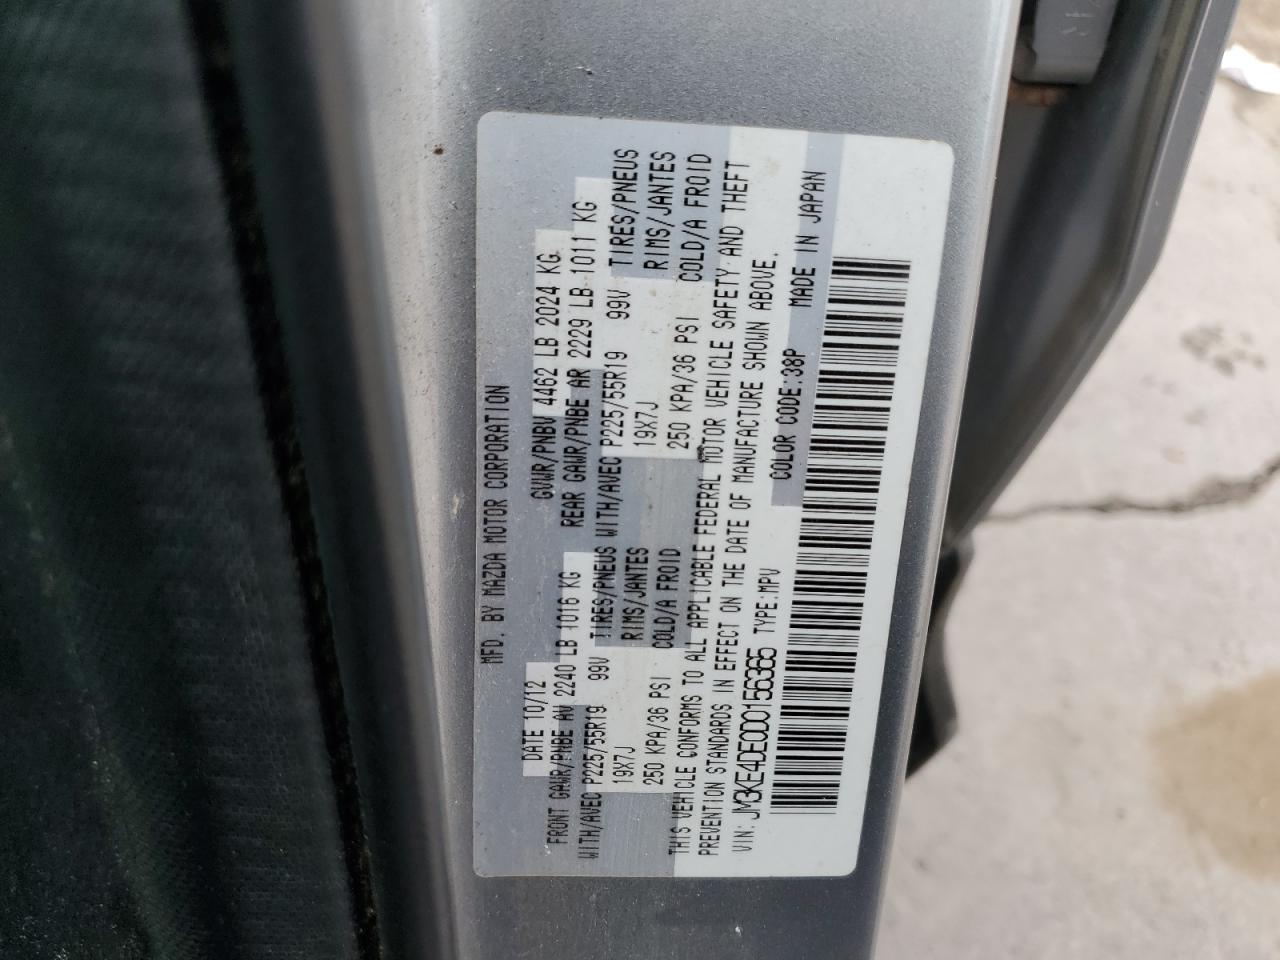 MFD. BY MAZDA MOTOR CORPORATION
DATE 10/12 GVWR/PNBV 4462 LB 2024 KG
FRONT GAWR/PNBE AV 2240 LB 1016 KG REAR GAWR/PNBE AR 2229 LB 1011 KG
WITH/AVEC P225/55R19 99V TIRES/PNEUS WITH/AVEC P225/55R19 99V TIRES/PNEUS
19X7J RIMS/JANTES 19X7J RIMS/JANTES
250 KPA/36 PSI COLD/A FROID 250 KPA/36 PSI COLD/A FROID
THIS VEHICLE CONFORMS TO ALL APPLICABLE FEDERAL MOTOR VEHICLE SAFETY AND THEFT
PREVENTION STANDARDS IN EFFECT ON THE DATE OF MANUFACTURE SHOWN ABOVE.
VIN: JM3KE4DE0D0156365 TYPE:MPV COLOR CODE:38P MADE IN JAPAN